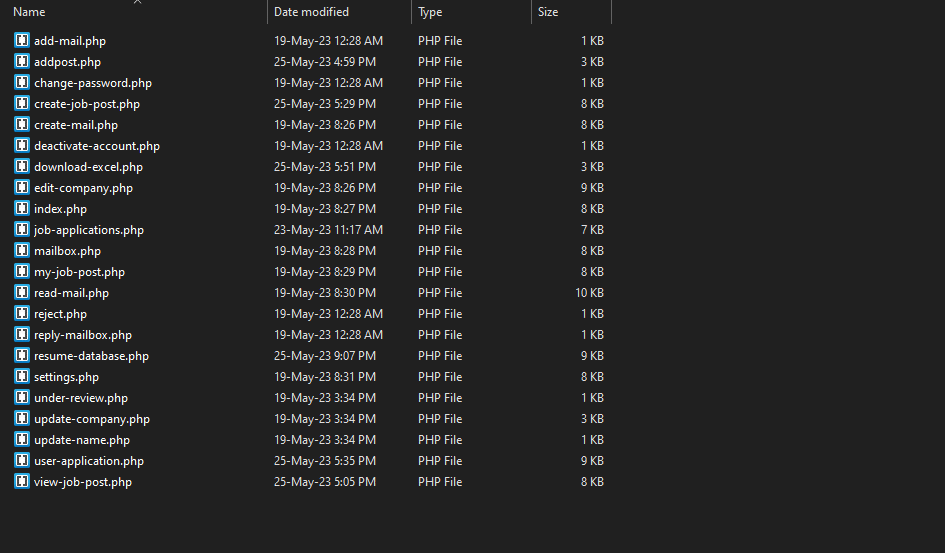 Name Date modified Type Size
add-mail.php 19-May-23 12:28 AM PHP File 1 KB
addpost.php 25-May-23 4:59 PM PHP File 3 KB
change-password.php 19-May-23 12:28 AM PHP File 1 KB
create-job-post.php 25-May-23 5:29 PM PHP File 8 KB
create-mail.php 19-May-23 8:26 PM PHP File 8 KB
deactivate-account.php 19-May-23 12:28 AM PHP File 1 KB
download-excel.php 25-May-23 5:51 PM PHP File 3 KB
edit-company.php 19-May-23 8:26 PM PHP File 9 KB
index.php 19-May-23 8:27 PM PHP File 8 KB
job-applications.php 23-May-23 11:17 AM PHP File 7 KB
mailbox.php 19-May-23 8:28 PM PHP File 8 KB
my-job-post.php 19-May-23 8:29 PM PHP File 8 KB
read-mail.php 19-May-23 8:30 PM PHP File 10 KB
reject.php 19-May-23 12:28 AM PHP File 1 KB
reply-mailbox.php 19-May-23 12:28 AM PHP File 1 KB
resume-database.php 25-May-23 9:07 PM PHP File 9 KB
settings.php 19-May-23 8:31 PM PHP File 8 KB
under-review.php 19-May-23 3:34 PM PHP File 1 KB
update-company.php 19-May-23 3:34 PM PHP File 3 KB
update-name.php 19-May-23 3:34 PM PHP File 1 KB
user-application.php 25-May-23 5:35 PM PHP File 9 KB
view-job-post.php 25-May-23 5:05 PM PHP File 8 KB